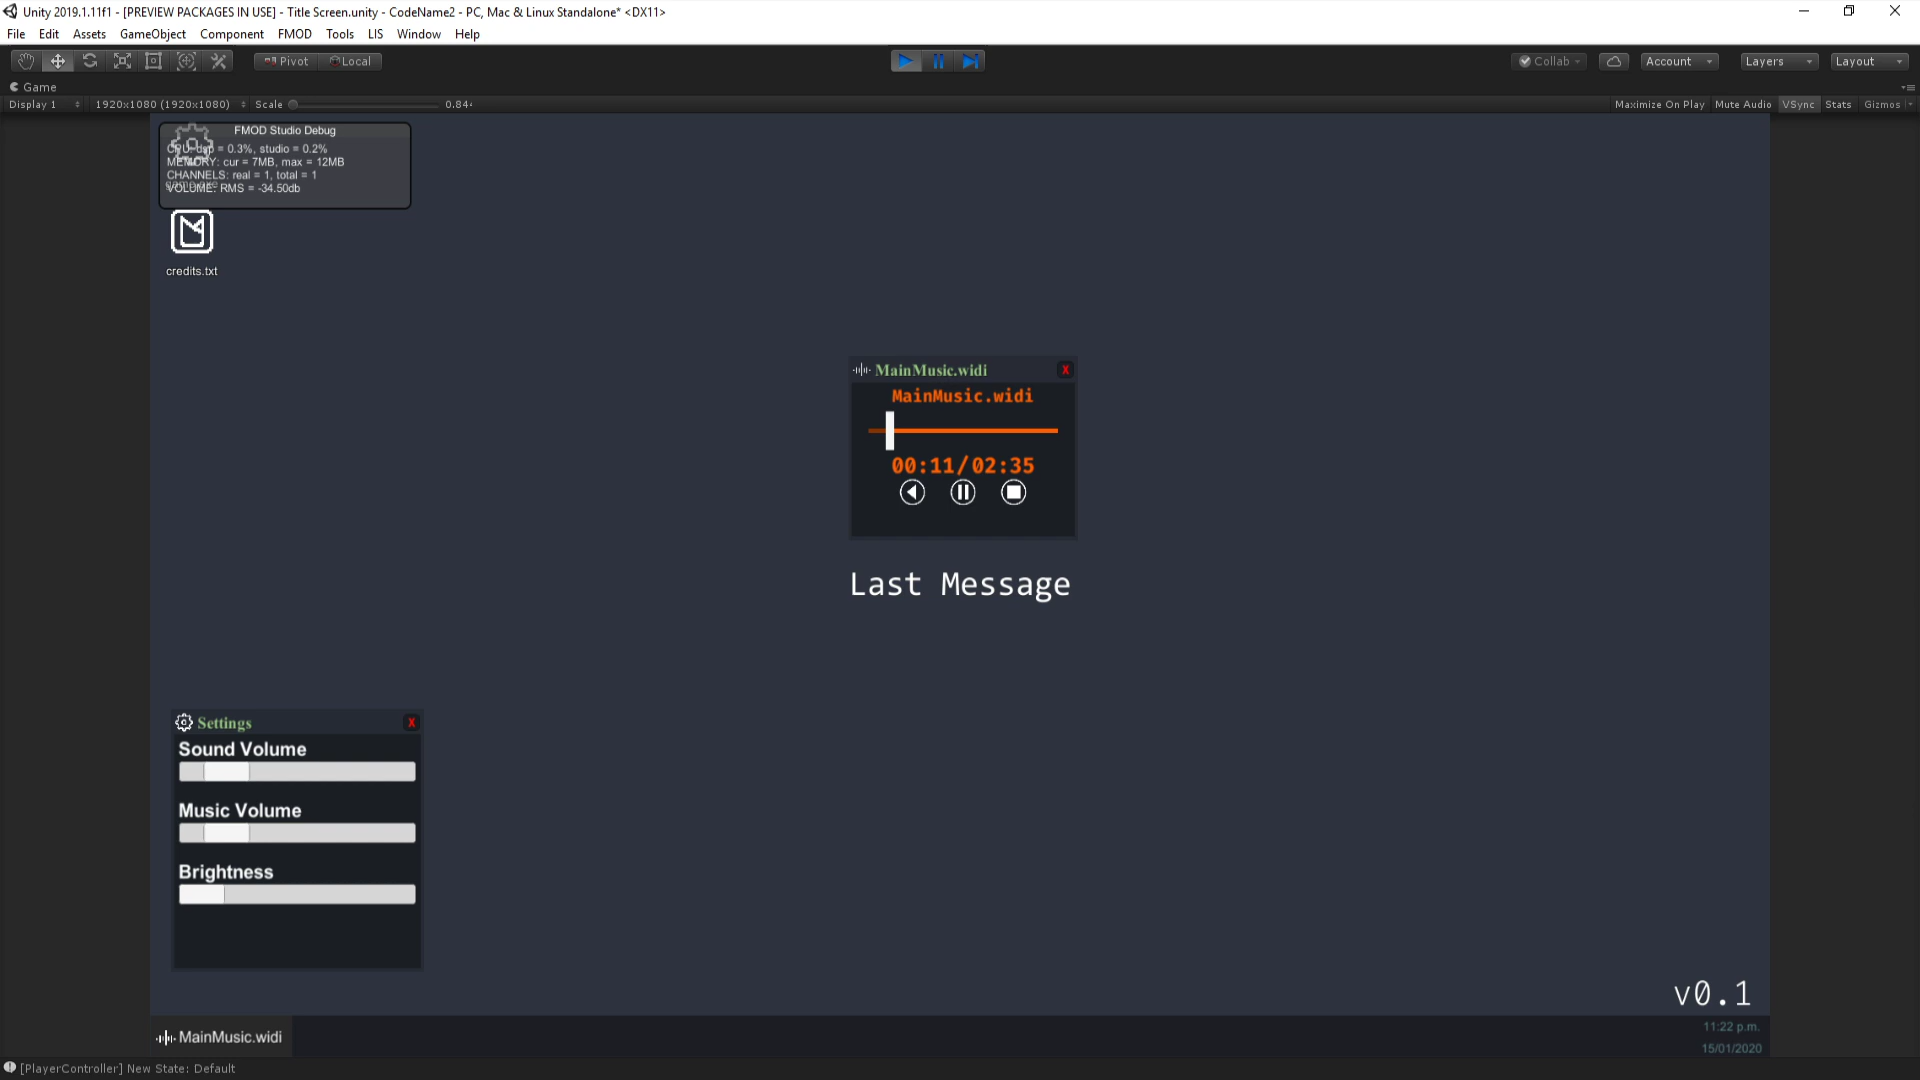 Unity 2019.1.11f1 - [PREVIEW PACKAGES IN USE] - Title Screen.unity - CodeName2 - PC, Mac & Linux Standalone* <DX11>
File Edit Assets GameObject Component FMOD Tools LIS Window Help
Pivot Local Collab Account Layers Layout
Game
Display 1 1920x1080 (1920x1080) Scale 0.84 Maximize On Play Mute Audio VSync Stats Gizmos
FMOD Studio Debug
CPU: dsp = 0.3%, studio = 0.2%
MEMORY: cur = 7MB, max = 12MB
CHANNELS: real = 1, total = 1
VOLUME: RMS = -34.50db
credits.txt
MainMusic.widi X
MainMusic.widi
00:11/02:35
Last Message
Settings X
Sound Volume
Music Volume
Brightness
v0.1
MainMusic.widi
11:22 p.m.
15/01/2020
[PlayerController] New State: Default